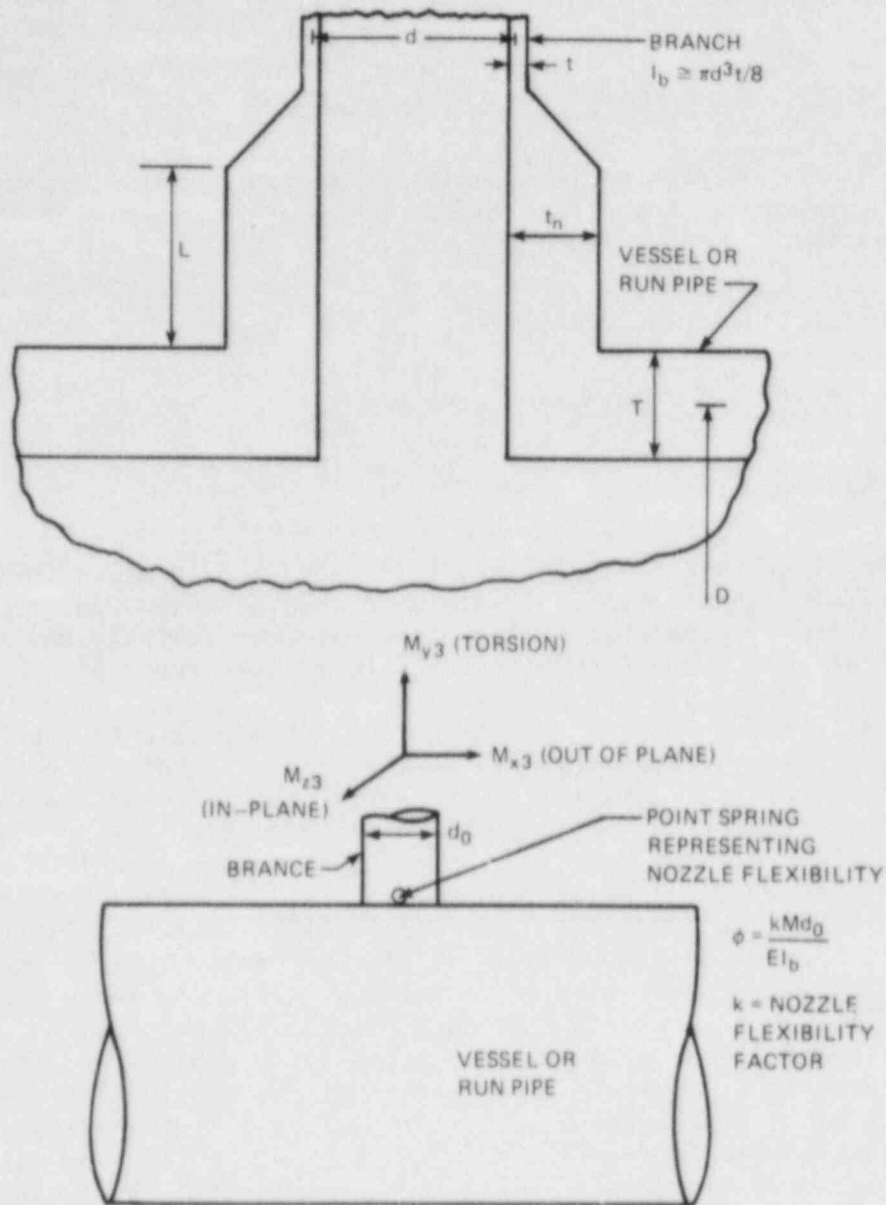 d
BRANCH
t
I_b ≅ πd³t/8
L
t_n
VESSEL OR
RUN PIPE
T
D
M_y3 (TORSION)
M_x3 (OUT OF PLANE)
M_z3
(IN-PLANE)
d_0
BRANCE
POINT SPRING
REPRESENTING
NOZZLE FLEXIBILITY
φ = kMd_0 / EI_b
k = NOZZLE
FLEXIBILITY
FACTOR
VESSEL OR
RUN PIPE